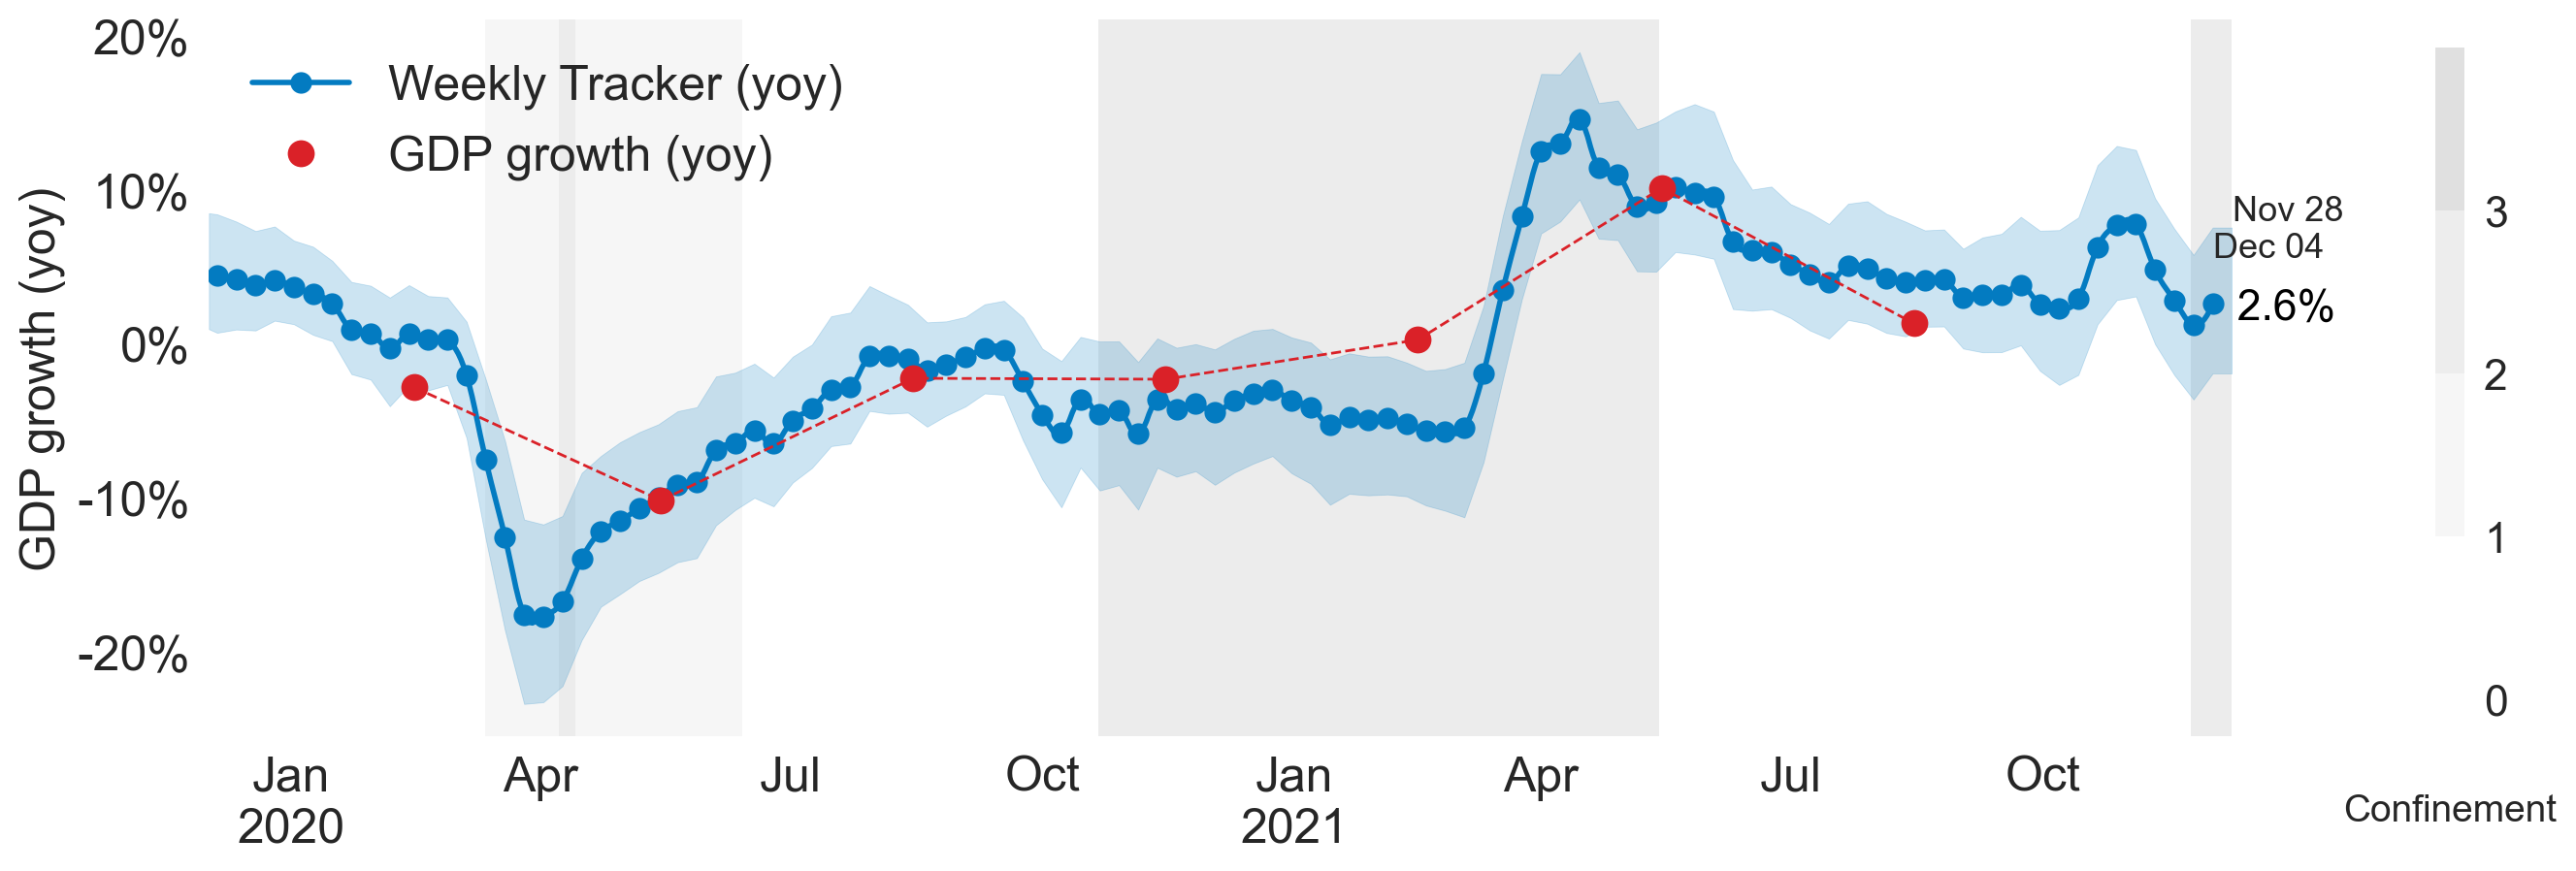 Weekly Tracker (yoy)
GDP growth (yoy)
GDP growth (yoy)
20%
10%
0%
-10%
-20%
Jan
2020
Apr
Jul
Oct
Jan
2021
Apr
Jul
Oct
Nov 28
Dec 04
2.6%
3
2
1
0
Confinement